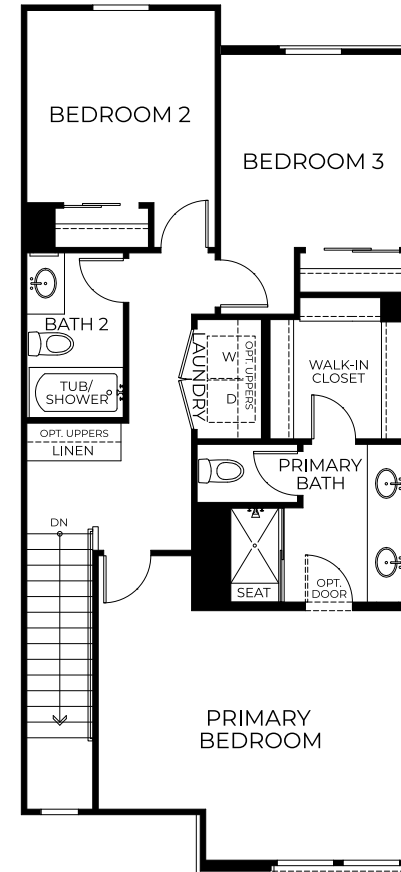 BEDROOM 2
BEDROOM 3
BATH 2
TUB/
SHOWER
LAUNDRY
W
D
OPT. UPPERS
WALK-IN
CLOSET
OPT. UPPERS
LINEN
PRIMARY
BATH
DN
SEAT
OPT.
DOOR
PRIMARY
BEDROOM